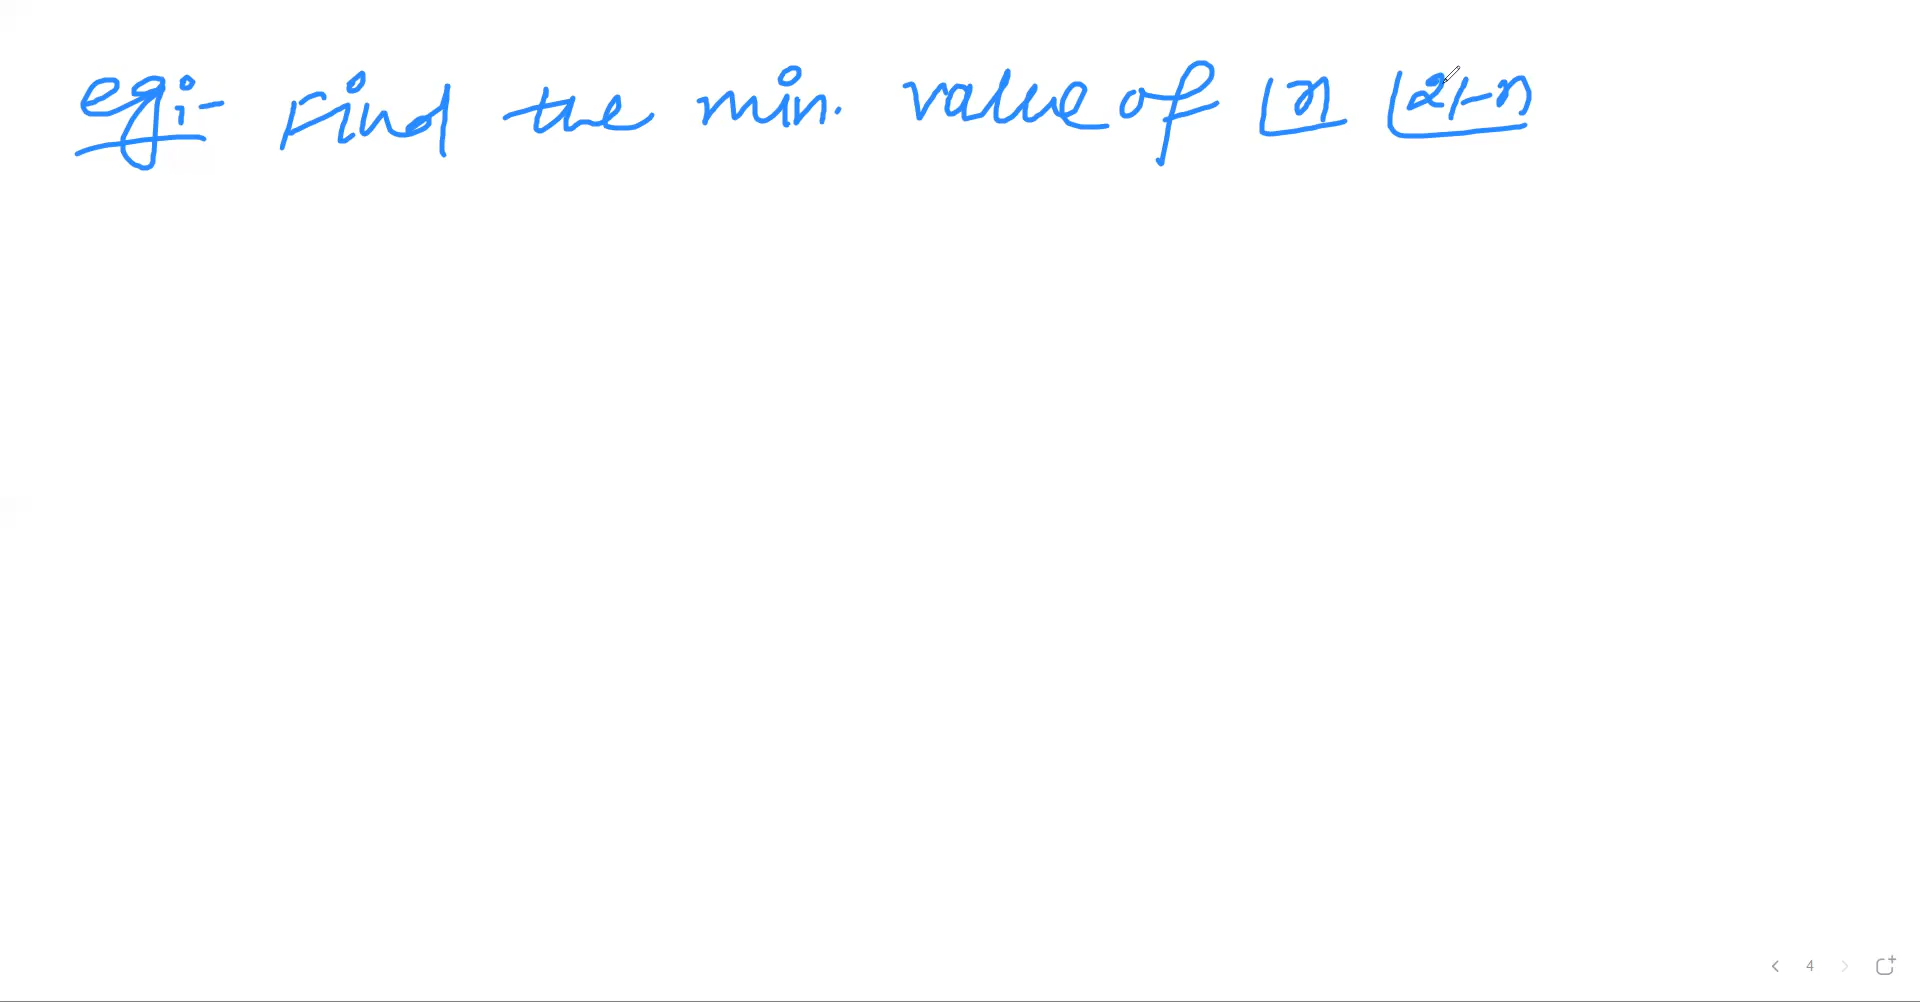 eg:- Find the min. value of ⌊n ⌊21-n
4